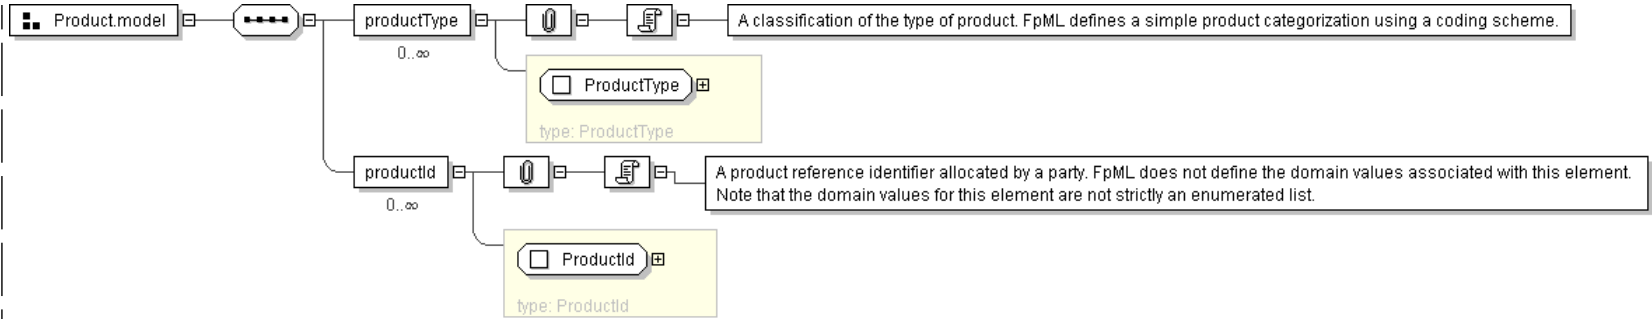 Product.model
productType
A classification of the type of product. FpML defines a simple product categorization using a coding scheme.
0..∞
ProductType
type: ProductType
productId
A product reference identifier allocated by a party. FpML does not define the domain values associated with this element.
Note that the domain values for this element are not strictly an enumerated list.
0..∞
ProductId
type: ProductId